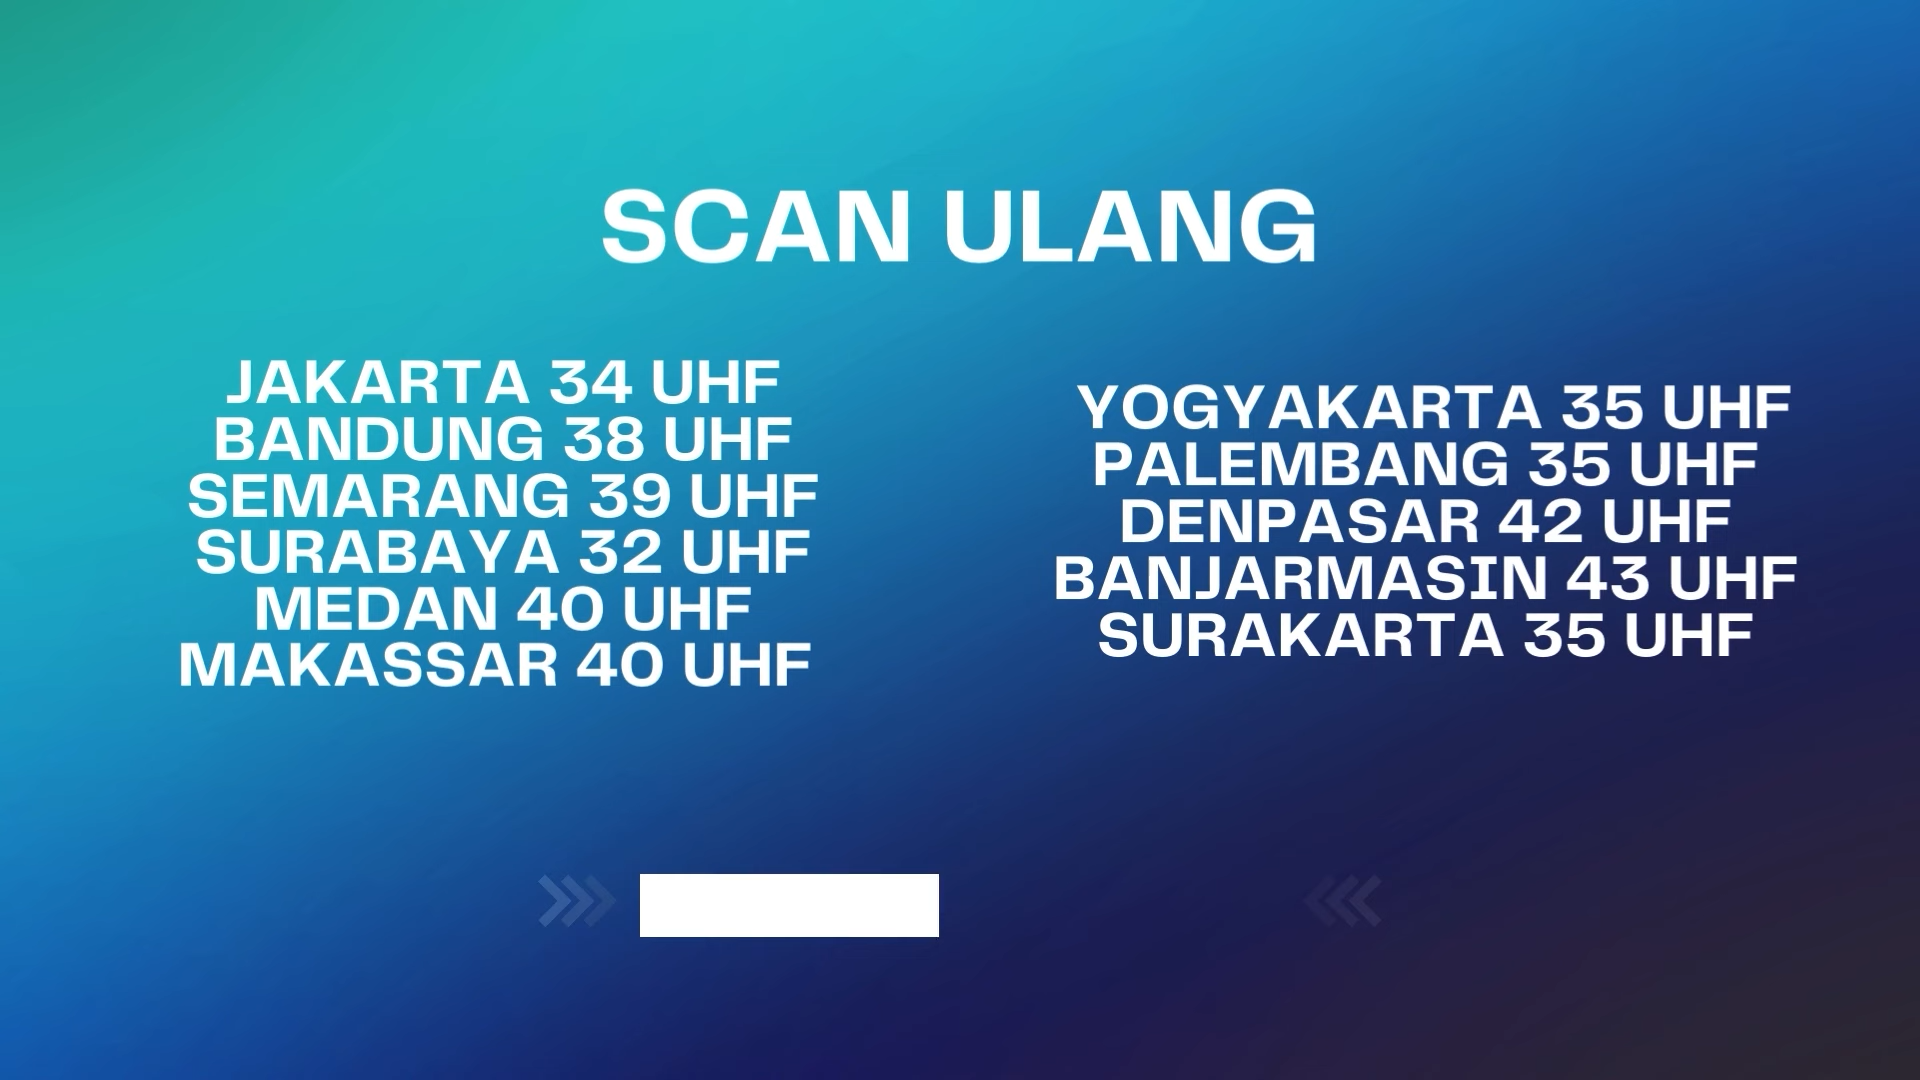 SCAN ULANG
JAKARTA 34 UHF
BANDUNG 38 UHF
SEMARANG 39 UHF
SURABAYA 32 UHF
MEDAN 40 UHF
MAKASSAR 40 UHF
YOGYAKARTA 35 UHF
PALEMBANG 35 UHF
DENPASAR 42 UHF
BANJARMASIN 43 UHF
SURAKARTA 35 UHF